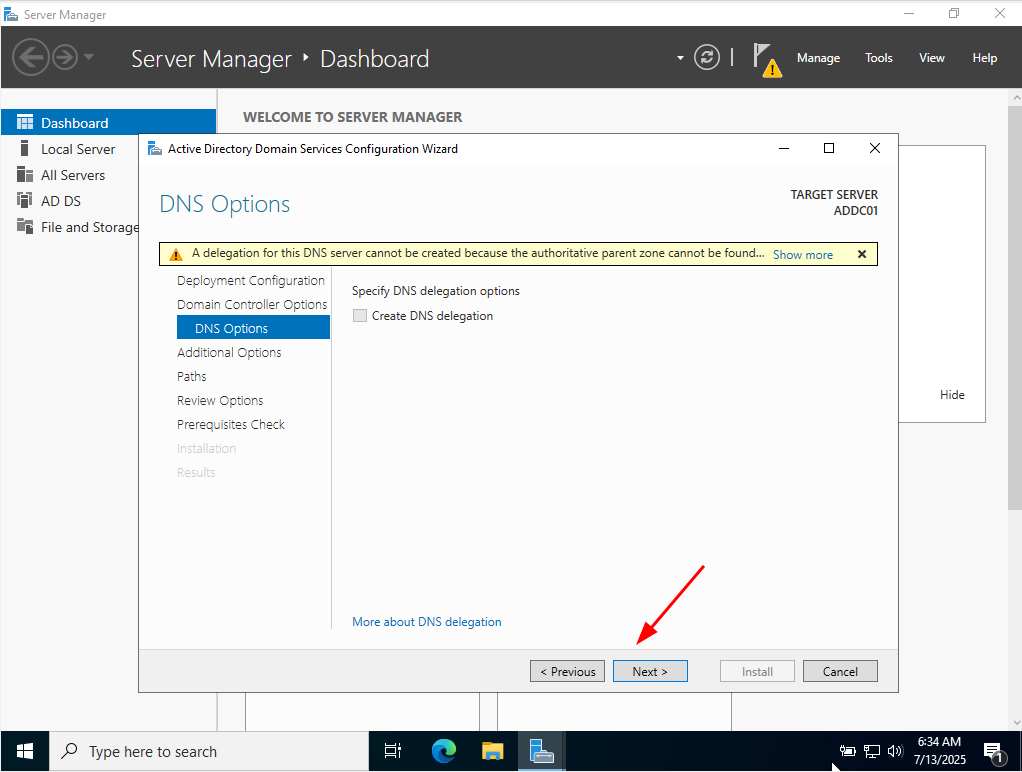 Server Manager
Server Manager ‣ Dashboard
Manage Tools View Help
WELCOME TO SERVER MANAGER
Dashboard
Local Server
All Servers
AD DS
File and Storage
Active Directory Domain Services Configuration Wizard
DNS Options
TARGET SERVER
ADDC01
A delegation for this DNS server cannot be created because the authoritative parent zone cannot be found... Show more
Deployment Configuration
Domain Controller Options
DNS Options
Additional Options
Paths
Review Options
Prerequisites Check
Installation
Results
Specify DNS delegation options
Create DNS delegation
More about DNS delegation
Hide
< Previous Next > Install Cancel
Type here to search
6:34 AM
7/13/2025
1